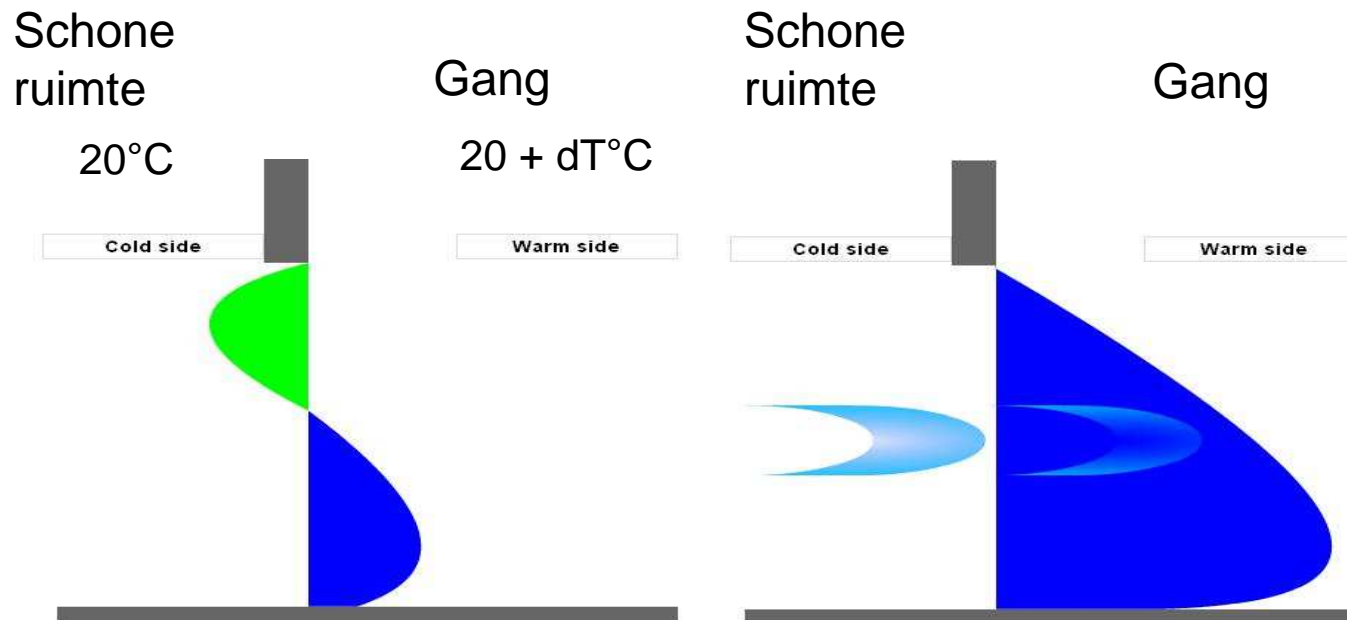 Schone
ruimte
Gang
20°C
20 + dT°C
Cold side
Warm side
Schone
ruimte
Gang
Cold side
Warm side